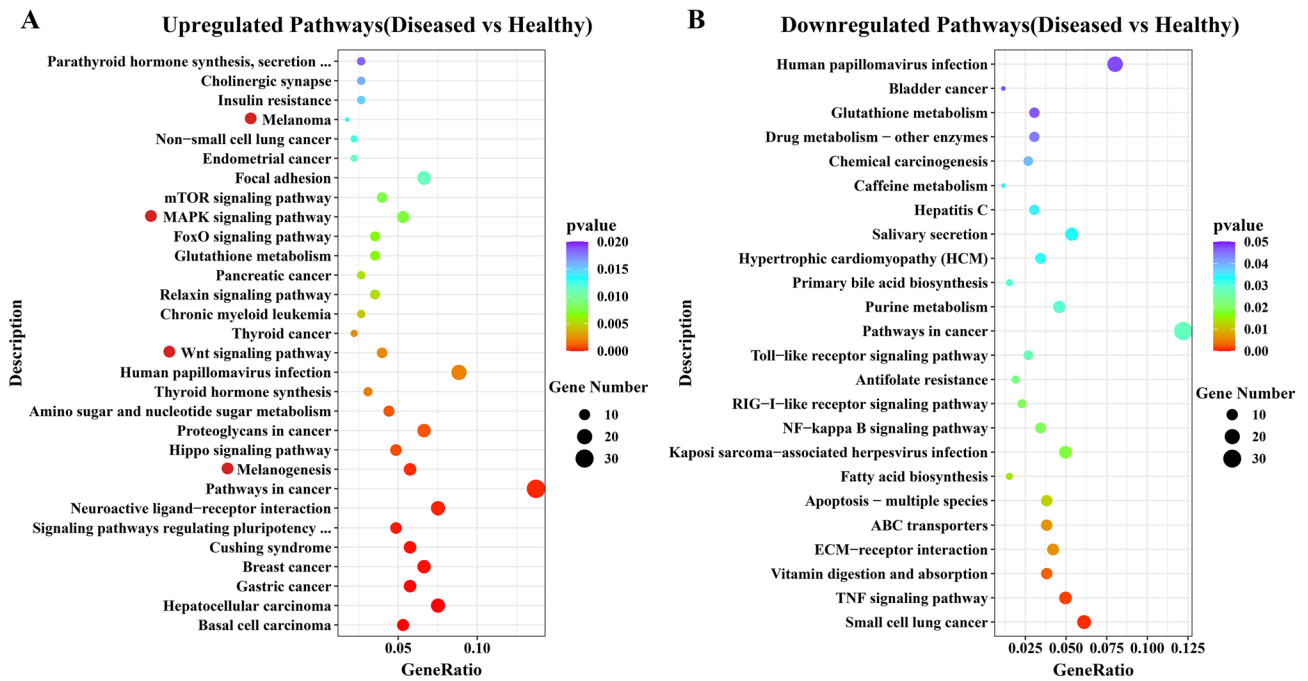 A
Upregulated Pathways(Diseased vs Healthy)
Parathyroid hormone synthesis, secretion ...
Cholinergic synapse
Insulin resistance
Melanoma
Non−small cell lung cancer
Endometrial cancer
Focal adhesion
mTOR signaling pathway
MAPK signaling pathway
FoxO signaling pathway
Glutathione metabolism
Pancreatic cancer
Relaxin signaling pathway
Chronic myeloid leukemia
Thyroid cancer
Wnt signaling pathway
Human papillomavirus infection
Thyroid hormone synthesis
Amino sugar and nucleotide sugar metabolism
Proteoglycans in cancer
Hippo signaling pathway
Melanogenesis
Pathways in cancer
Neuroactive ligand−receptor interaction
Signaling pathways regulating pluripotency ...
Cushing syndrome
Breast cancer
Gastric cancer
Hepatocellular carcinoma
Basal cell carcinoma
Description
0.05 0.10
GeneRatio
pvalue
0.020
0.015
0.010
0.005
0.000
Gene Number
10
20
30
B
Downregulated Pathways(Diseased vs Healthy)
Human papillomavirus infection
Bladder cancer
Glutathione metabolism
Drug metabolism − other enzymes
Chemical carcinogenesis
Caffeine metabolism
Hepatitis C
Salivary secretion
Hypertrophic cardiomyopathy (HCM)
Primary bile acid biosynthesis
Purine metabolism
Pathways in cancer
Toll−like receptor signaling pathway
Antifolate resistance
RIG−I−like receptor signaling pathway
NF−kappa B signaling pathway
Kaposi sarcoma−associated herpesvirus infection
Fatty acid biosynthesis
Apoptosis − multiple species
ABC transporters
ECM−receptor interaction
Vitamin digestion and absorption
TNF signaling pathway
Small cell lung cancer
Description
0.025 0.050 0.075 0.100 0.125
GeneRatio
pvalue
0.05
0.04
0.03
0.02
0.01
0.00
Gene Number
10
20
30